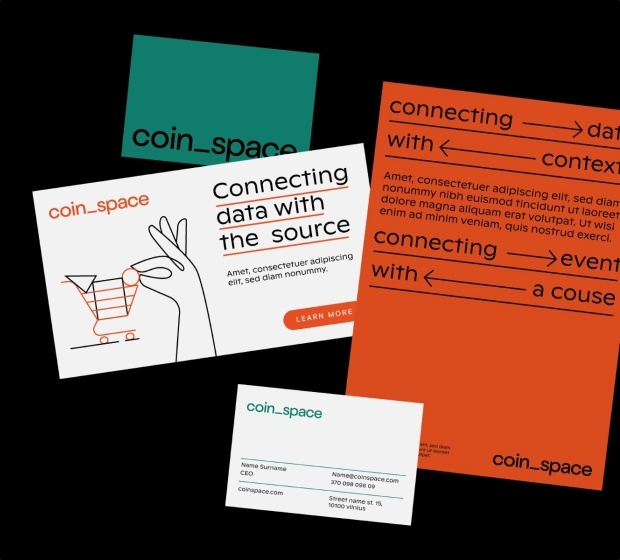 coin_space
coin_space
Connecting
data with
the source
Amet, consectetuer adipiscing
elit, sed diam nonummy.
LEARN MORE
connecting → dat
with ← context
Amet, consectetuer adipiscing elit, sed diam
nonummy nibh euismod tincidunt ut laoreet
dolore magna aliquam erat volutpat. Ut wisi
enim ad minim veniam, quis nostrud exerci.
connecting → event
with ← a couse
coin_space
coin_space
Name Surname
CEO
Name@coinspace.com
370 098 098 09
coinspace.com
Street name st. 15,
10100 vilnius